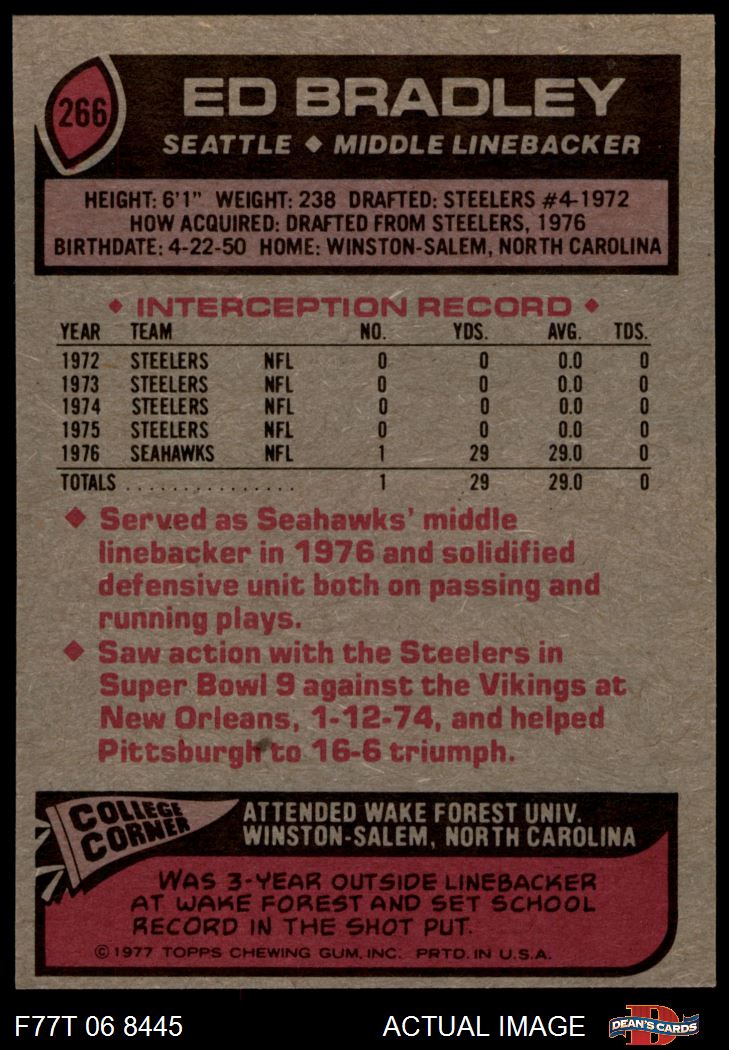 266
ED BRADLEY
SEATTLE ◆ MIDDLE LINEBACKER
HEIGHT: 6'1" WEIGHT: 238 DRAFTED: STEELERS #4-1972
HOW ACQUIRED: DRAFTED FROM STEELERS, 1976
BIRTHDATE: 4-22-50 HOME: WINSTON-SALEM, NORTH CAROLINA
◆ INTERCEPTION RECORD ◆
YEAR TEAM NO. YDS. AVG. TDS.
1972 STEELERS NFL 0 0 0.0 0
1973 STEELERS NFL 0 0 0.0 0
1974 STEELERS NFL 0 0 0.0 0
1975 STEELERS NFL 0 0 0.0 0
1976 SEAHAWKS NFL 1 29 29.0 0
TOTALS . . . . . . . . . . . . . . . 1 29 29.0 0
◆ Served as Seahawks' middle
linebacker in 1976 and solidified
defensive unit both on passing and
running plays.
◆ Saw action with the Steelers in
Super Bowl 9 against the Vikings at
New Orleans, 1-12-74, and helped
Pittsburgh to 16-6 triumph.
COLLEGE
CORNER
ATTENDED WAKE FOREST UNIV.
WINSTON-SALEM, NORTH CAROLINA
WAS 3-YEAR OUTSIDE LINEBACKER
AT WAKE FOREST AND SET SCHOOL
RECORD IN THE SHOT PUT.
© 1977 TOPPS CHEWING GUM, INC. PRTD. IN U.S.A.
F77T 06 8445 ACTUAL IMAGE
D
DEAN'S CARDS